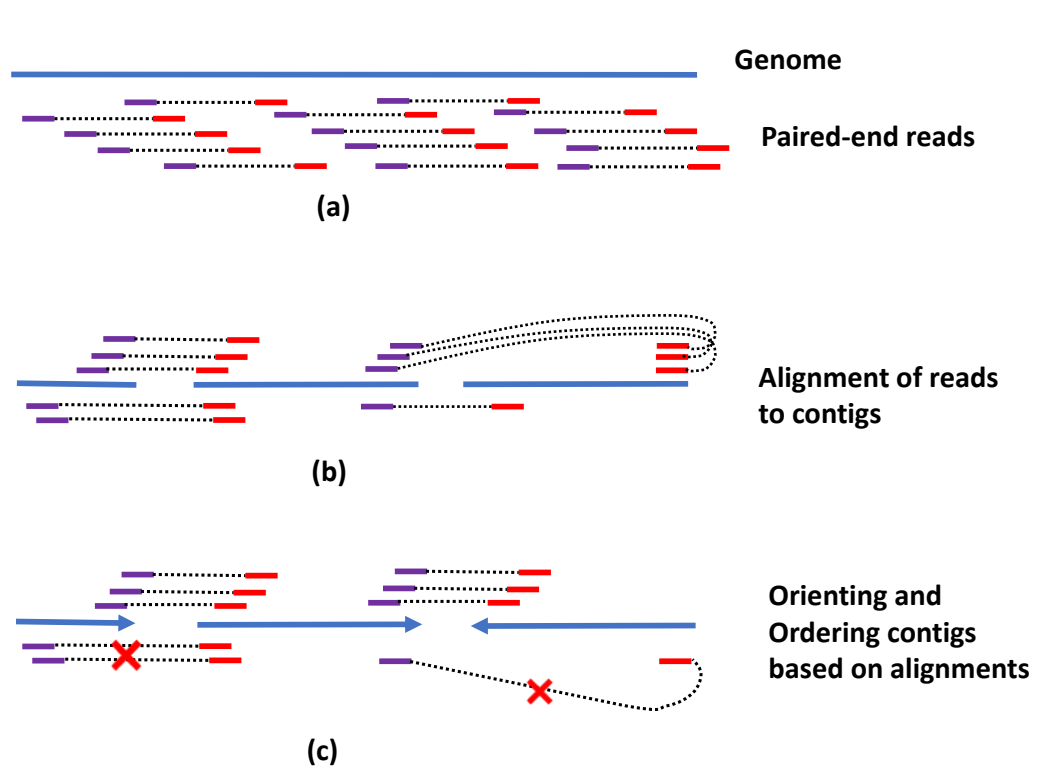 Genome
Paired-end reads
(a)
Alignment of reads
to contigs
(b)
Orienting and
Ordering contigs
based on alignments
(c)